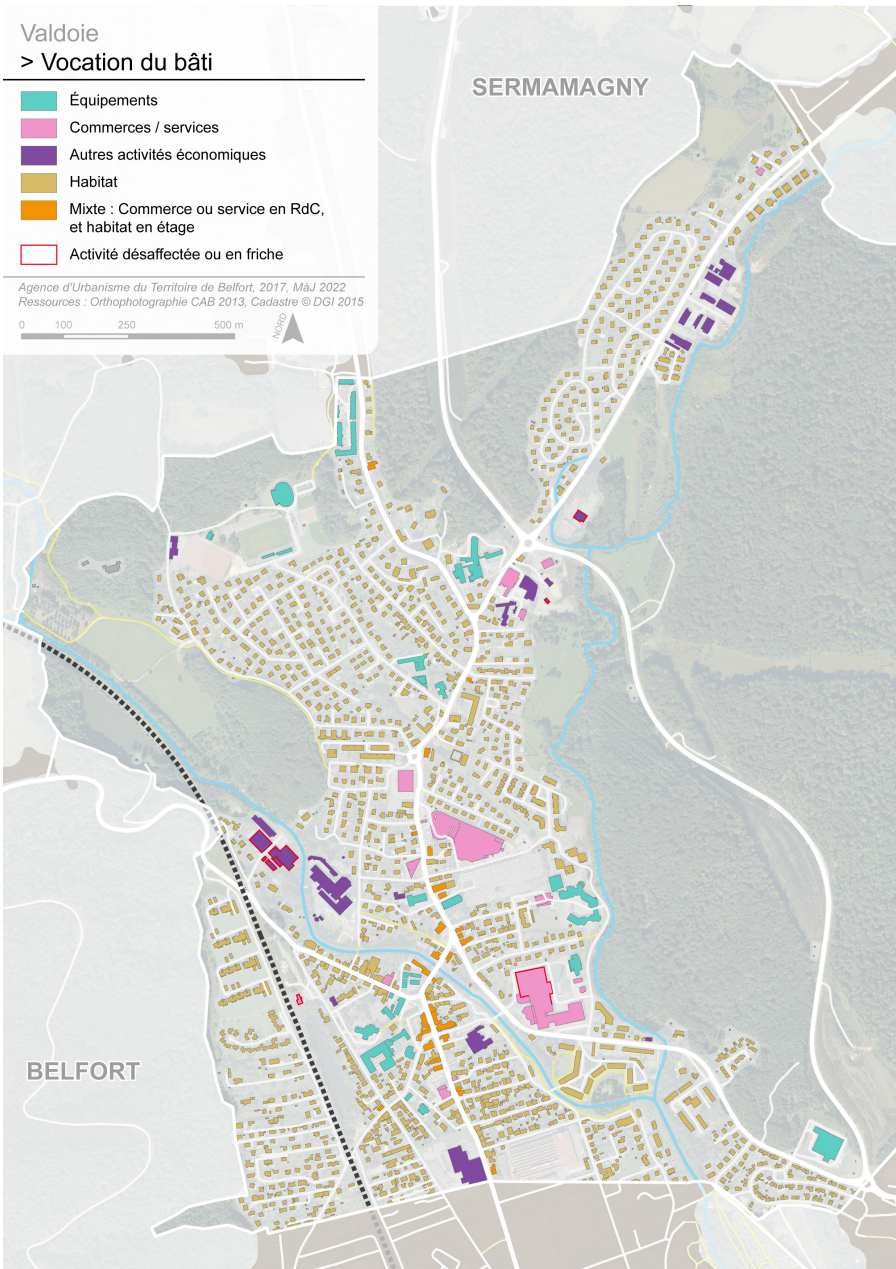 Valdoie
> Vocation du bâti
Équipements
Commerces / services
Autres activités économiques
Habitat
Mixte : Commerce ou service en RdC,
et habitat en étage
Activité désaffectée ou en friche
Agence d'Urbanisme du Territoire de Belfort, 2017, MàJ 2022
Ressources : Orthophotographie CAB 2013, Cadastre © DGI 2015
0 100 250 500 m
NORD
SERMAMAGNY
BELFORT